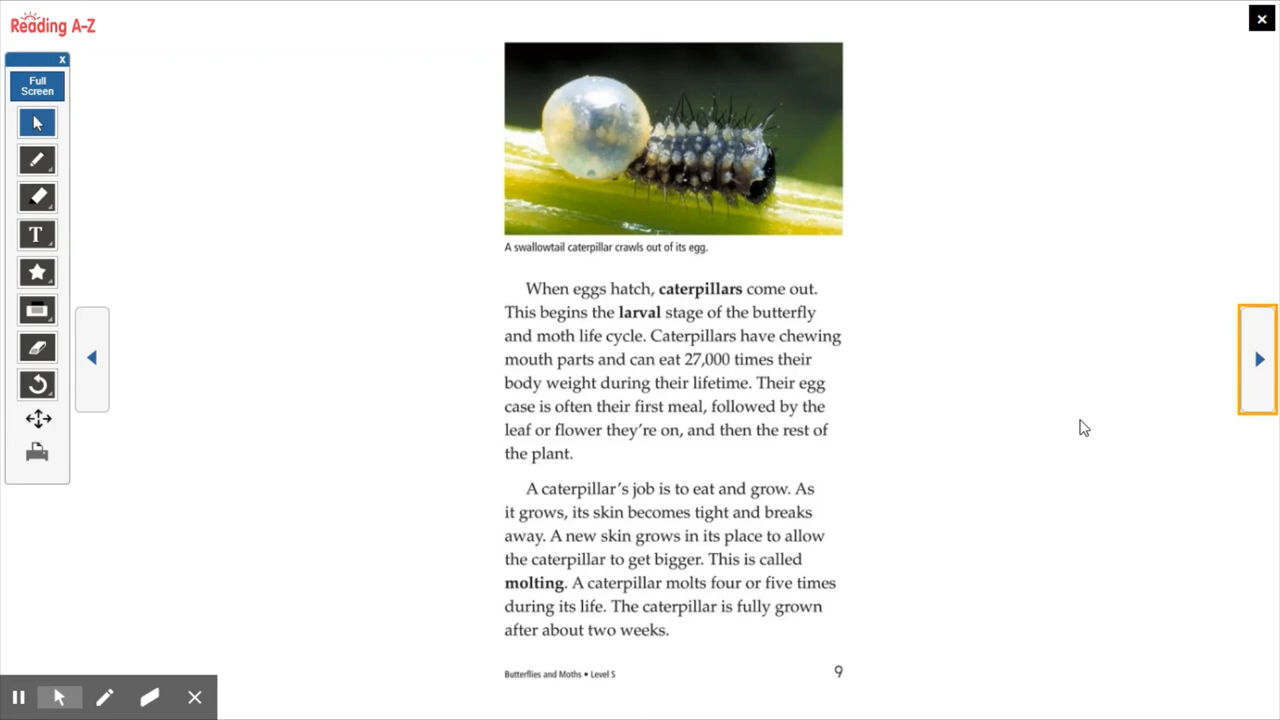 Reading A-Z
x
Full
Screen
T
A swallowtail caterpillar crawls out of its egg.
When eggs hatch, caterpillars come out.
This begins the larval stage of the butterfly
and moth life cycle. Caterpillars have chewing
mouth parts and can eat 27,000 times their
body weight during their lifetime. Their egg
case is often their first meal, followed by the
leaf or flower they’re on, and then the rest of
the plant.
A caterpillar’s job is to eat and grow. As
it grows, its skin becomes tight and breaks
away. A new skin grows in its place to allow
the caterpillar to get bigger. This is called
molting. A caterpillar molts four or five times
during its life. The caterpillar is fully grown
after about two weeks.
Butterflies and Moths • Level S
9